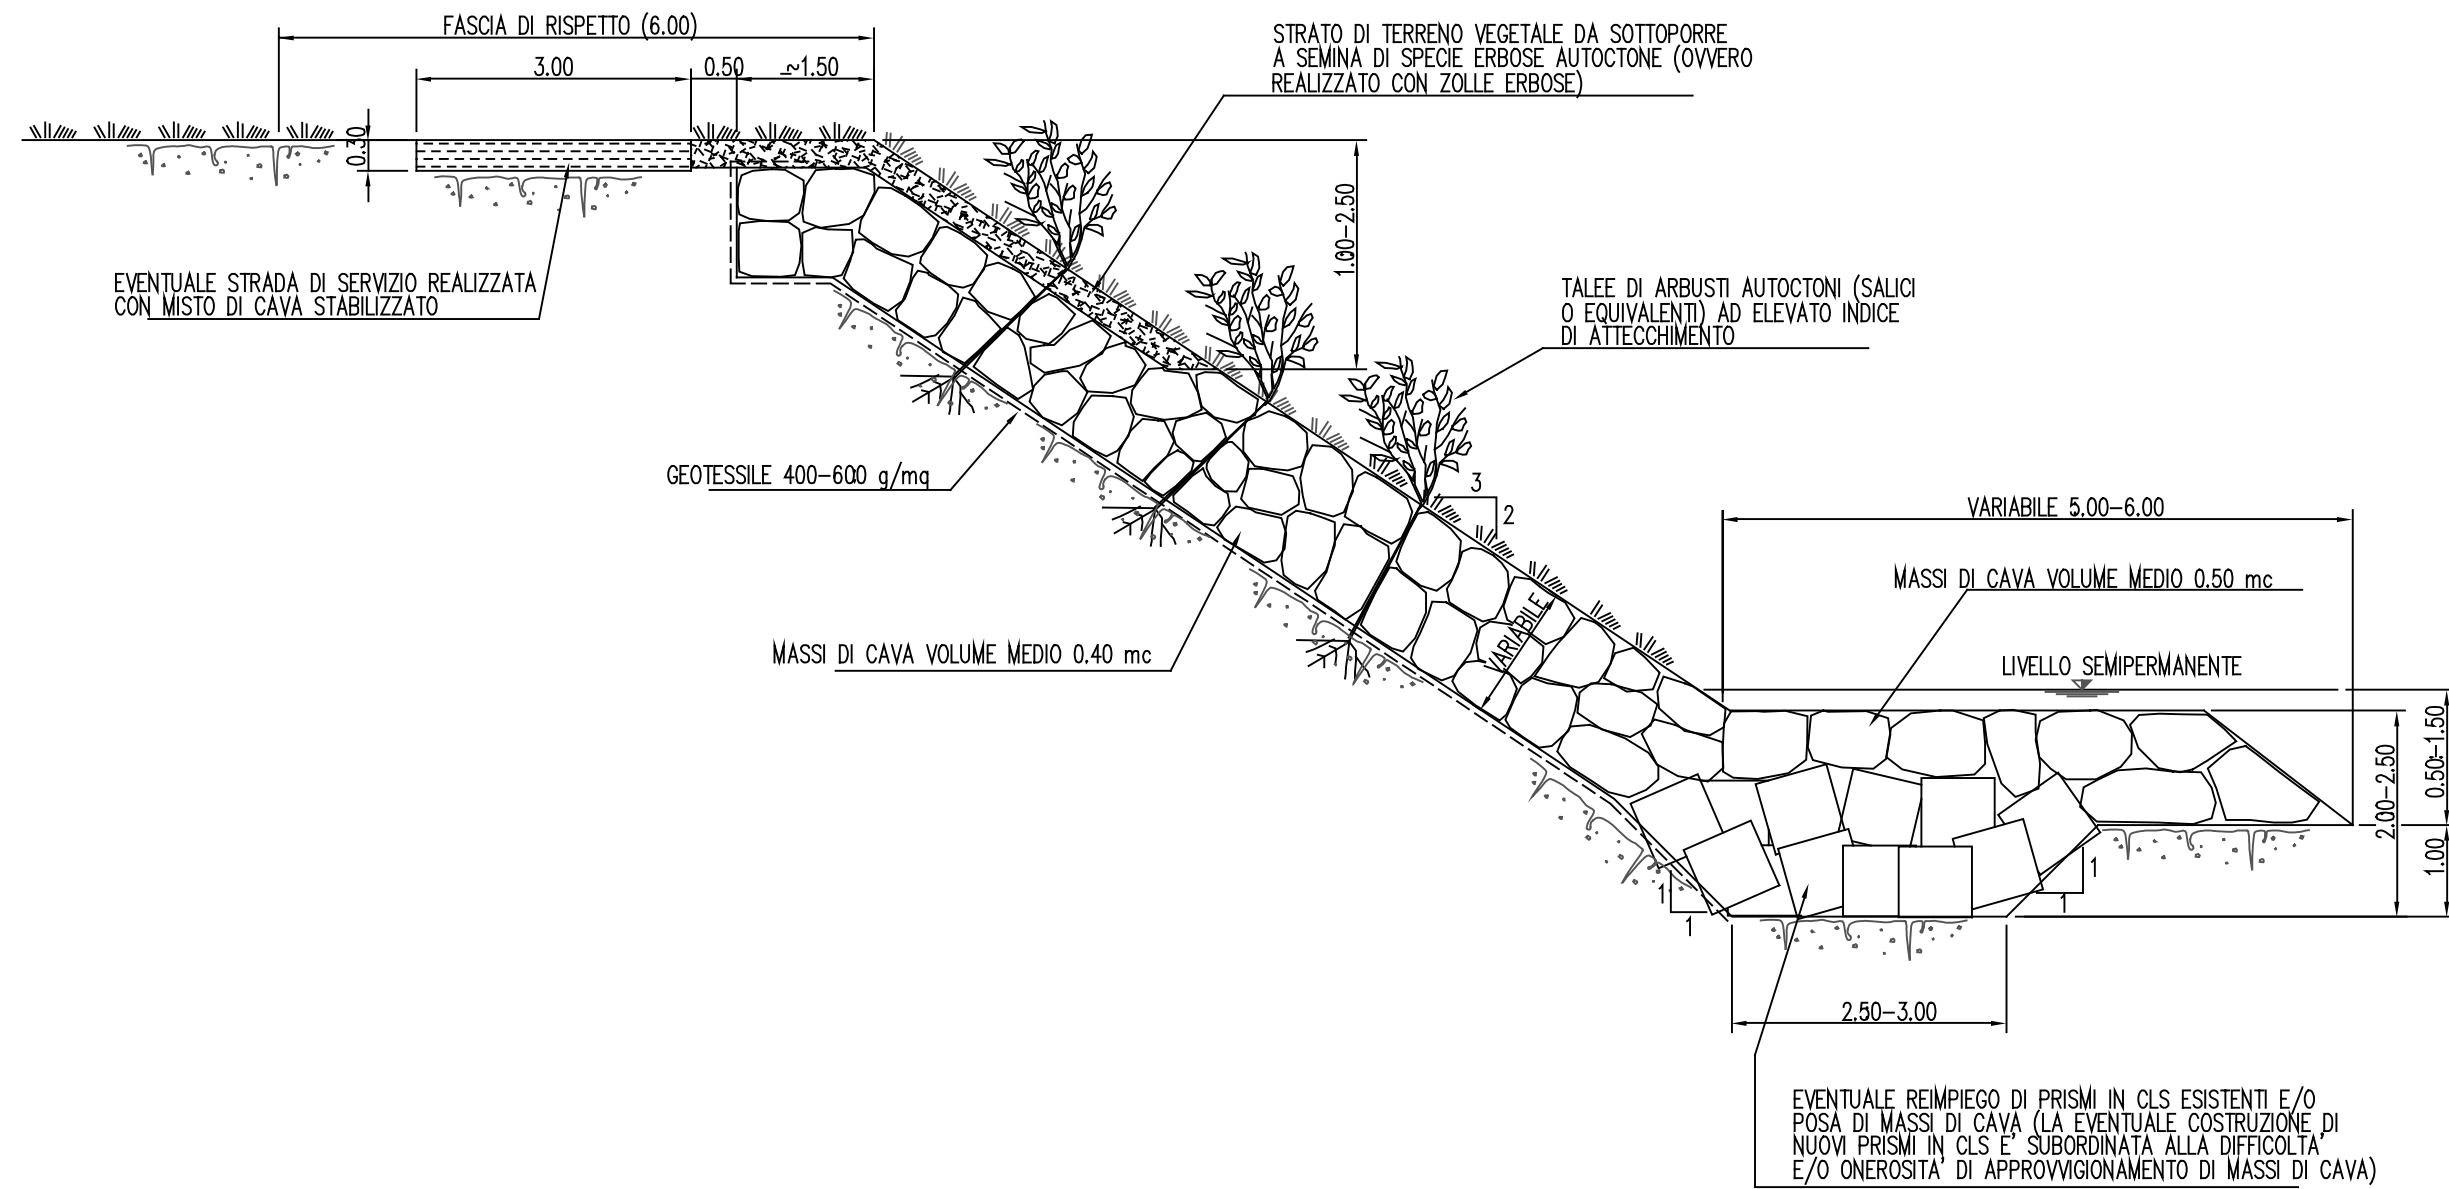 FASCIA DI RISPETTO (6.00)
3.00
0.50
~1.50
0.30
STRATO DI TERRENO VEGETALE DA SOTTOPORRE
A SEMINA DI SPECIE ERBOSE AUTOCTONE (OVVERO
REALIZZATO CON ZOLLE ERBOSE)
1.00-2.50
EVENTUALE STRADA DI SERVIZIO REALIZZATA
CON MISTO DI CAVA STABILIZZATO
TALEE DI ARBUSTI AUTOCTONI (SALICI
O EQUIVALENTI) AD ELEVATO INDICE
DI ATTECCHIMENTO
GEOTESSILE 400-600 g/mq
3
2
VARIABILE 5.00-6.00
MASSI DI CAVA VOLUME MEDIO 0.50 mc
VARIABILE
MASSI DI CAVA VOLUME MEDIO 0.40 mc
LIVELLO SEMIPERMANENTE
2.00-2.50
0.50-1.50
1.00
1
1
1
1
2.50-3.00
EVENTUALE REIMPIEGO DI PRISMI IN CLS ESISTENTI E/O
POSA DI MASSI DI CAVA (LA EVENTUALE COSTRUZIONE DI
NUOVI PRISMI IN CLS E' SUBORDINATA ALLA DIFFICOLTA'
E/O ONEROSITA' DI APPROVVIGIONAMENTO DI MASSI DI CAVA)